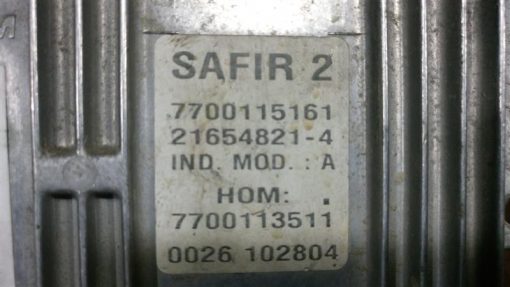 SAFIR 2
7700115161
21654821-4
IND. MOD. : A
HOM: .
7700113511
0026 102804